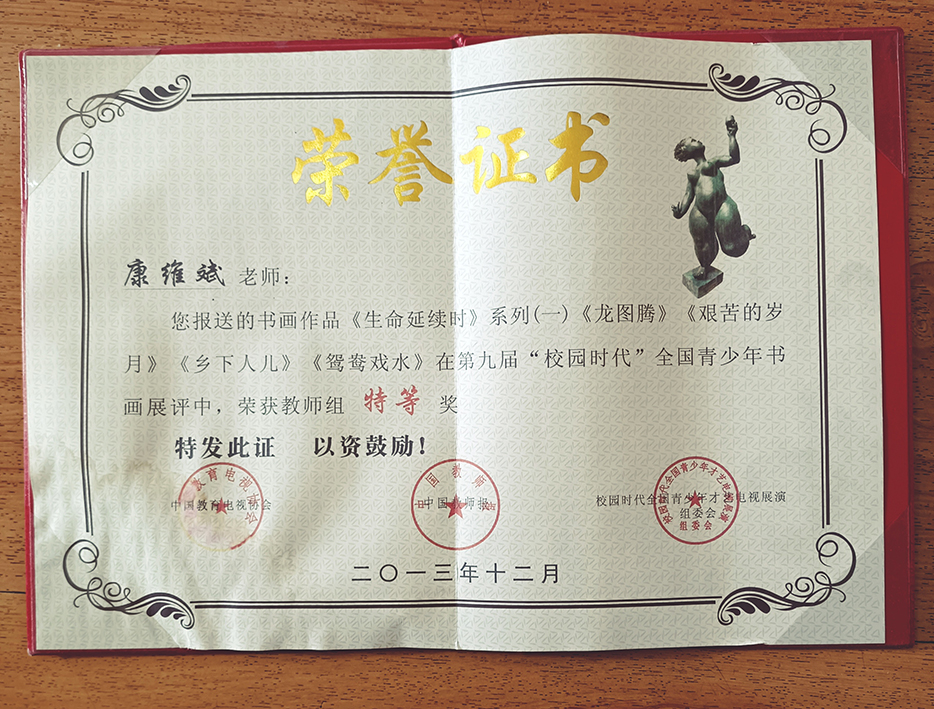 荣誉证书
康维斌 老师：
您报送的书画作品《生命延续时》系列(一)《龙图腾》《艰苦的岁
月》《乡下人儿》《鸳鸯戏水》在第九届“校园时代”全国青少年书
画展评中，荣获教师组 特等 奖
特发此证 以资鼓励！
中国教育电视协会
中国教师报
校园时代全国青少年才艺电视展演
组委会
组委会
二〇一三年十二月